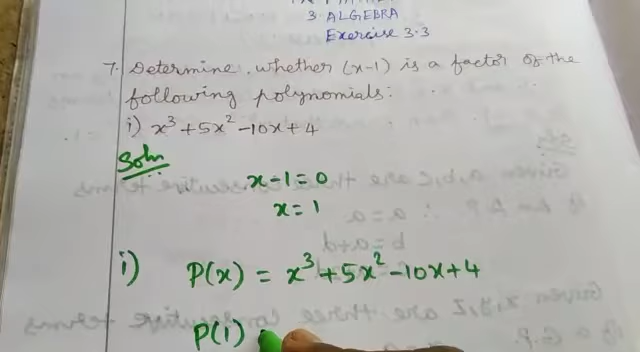 3 ALGEBRA
Exercise 3.3
7. Determine, whether (x-1) is a factor of the
following polynomials:
i) x³ + 5x² - 10x + 4
Soln
x-1=0
x=1
i) P(x) = x³ + 5x² - 10x + 4
P(1)